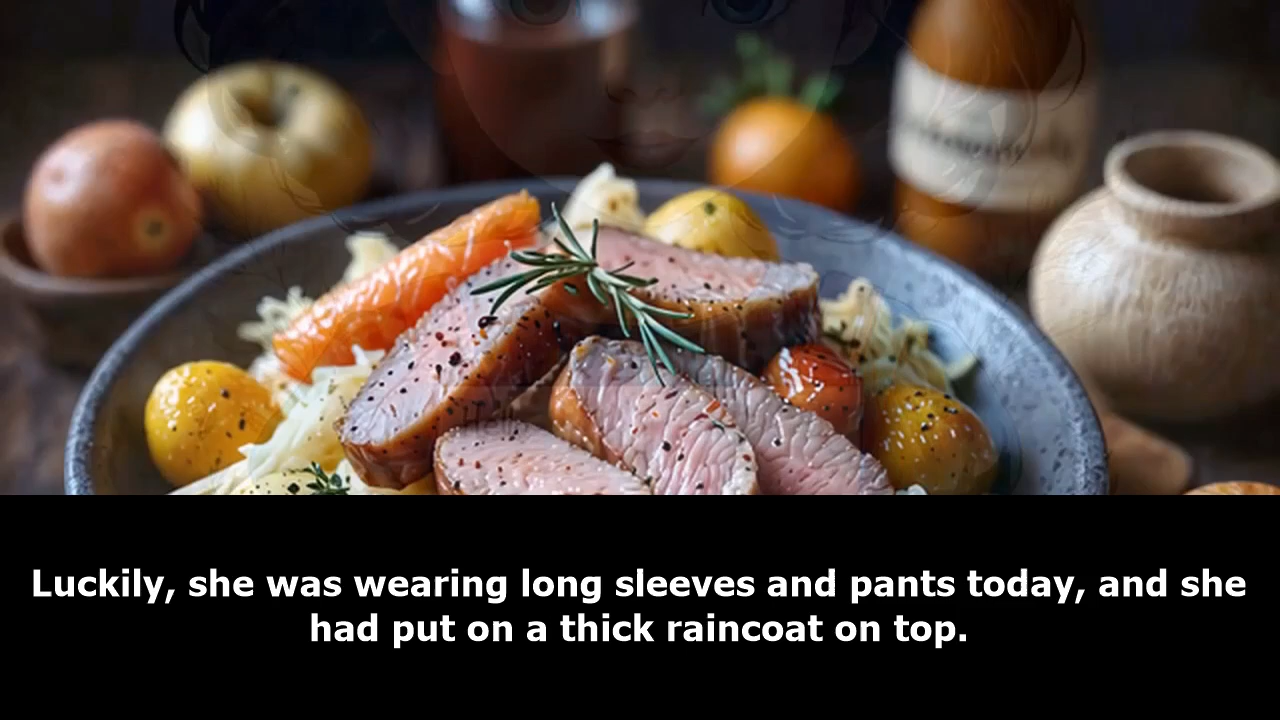 Luckily, she was wearing long sleeves and pants today, and she
had put on a thick raincoat on top.